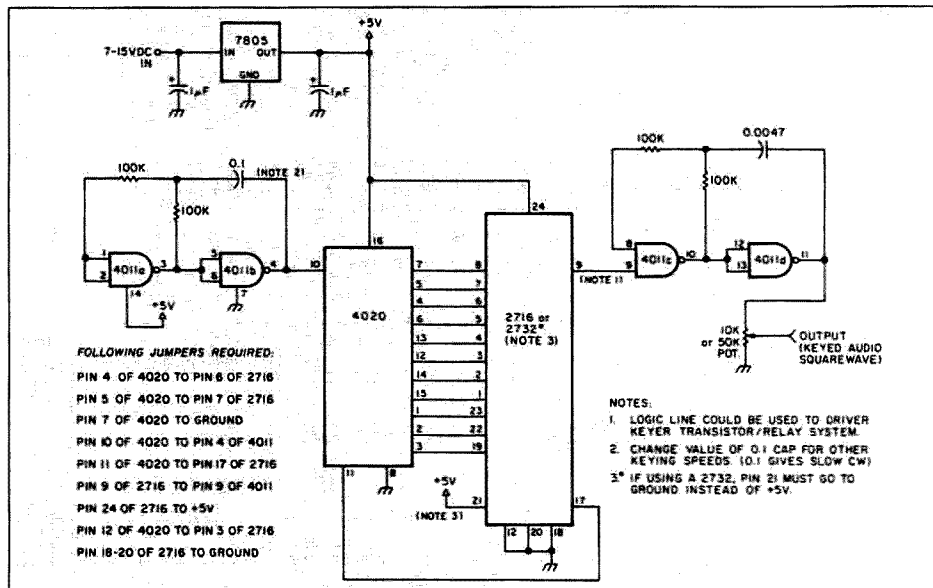 +5V
7-15VDC
IN
7805
IN OUT
GND
+
1µF
+
1µF
100K
0.1
(NOTE 2)
100K
1
2
4011a
3
14
+5V
5
6
4011b
4
7
10
16
4020
7
5
4
6
13
12
14
15
1
2
3
11
8
24
8
7
6
5
4
3
2
1
23
22
19
2716 or
2732*
(NOTE 3)
+5V
21
(NOTE 3)
12 20 18
17
9
(NOTE 1)
100K
0.0047
100K
8
9
4011c
10
12
13
4011d
11
10K
or 50K
POT.
OUTPUT
(KEYED AUDIO
SQUAREWAVE)
FOLLOWING JUMPERS REQUIRED:
PIN 4 OF 4020 TO PIN 6 OF 2716
PIN 5 OF 4020 TO PIN 7 OF 2716
PIN 7 OF 4020 TO GROUND
PIN 10 OF 4020 TO PIN 4 OF 4011
PIN 11 OF 4020 TO PIN 17 OF 2716
PIN 9 OF 2716 TO PIN 9 OF 4011
PIN 24 OF 2716 TO +5V
PIN 12 OF 4020 TO PIN 3 OF 2716
PIN 18-20 OF 2716 TO GROUND
NOTES:
1. LOGIC LINE COULD BE USED TO DRIVER
KEYER TRANSISTOR/RELAY SYSTEM.
2. CHANGE VALUE OF 0.1 CAP FOR OTHER
KEYING SPEEDS. (0.1 GIVES SLOW CW)
3.* IF USING A 2732, PIN 21 MUST GO TO
GROUND INSTEAD OF +5V.